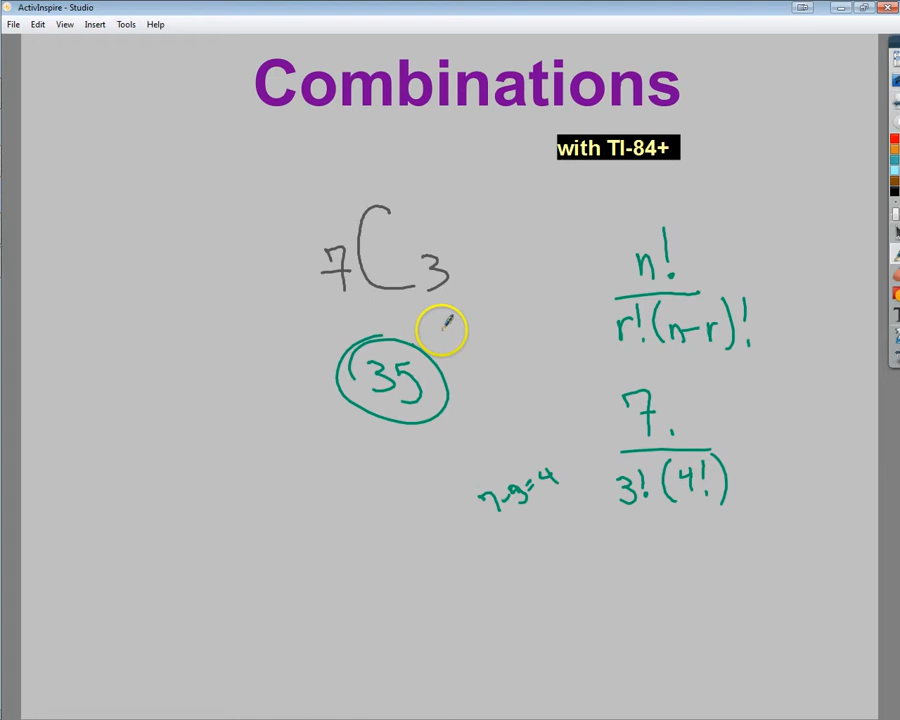 ActivInspire - Studio
File Edit View Insert Tools Help
Combinations
with TI-84+
7C3
n!
r!(n-r)!
35
7.
3!(4!)
7-3=4